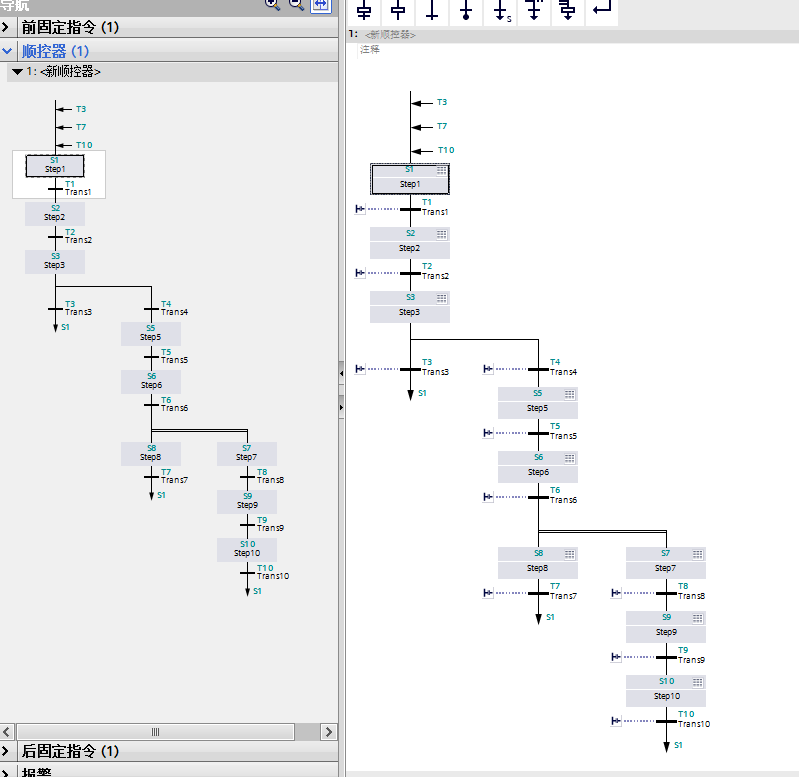 导航
前固定指令 (1)
顺控器 (1)
1: <新顺控器>
T3
T7
T10
S1
Step1
T1
Trans1
S2
Step2
T2
Trans2
S3
Step3
T3
Trans3
S1
T4
Trans4
S5
Step5
T5
Trans5
S6
Step6
T6
Trans6
S8
Step8
T7
Trans7
S1
S7
Step7
T8
Trans8
S9
Step9
T9
Trans9
S10
Step10
T10
Trans10
S1
后固定指令 (1)
报警
S
1: <新顺控器>
注释
T3
T7
T10
S1
Step1
T1
Trans1
S2
Step2
T2
Trans2
S3
Step3
T3
Trans3
S1
T4
Trans4
S5
Step5
T5
Trans5
S6
Step6
T6
Trans6
S8
Step8
T7
Trans7
S1
S7
Step7
T8
Trans8
S9
Step9
T9
Trans9
S10
Step10
T10
Trans10
S1